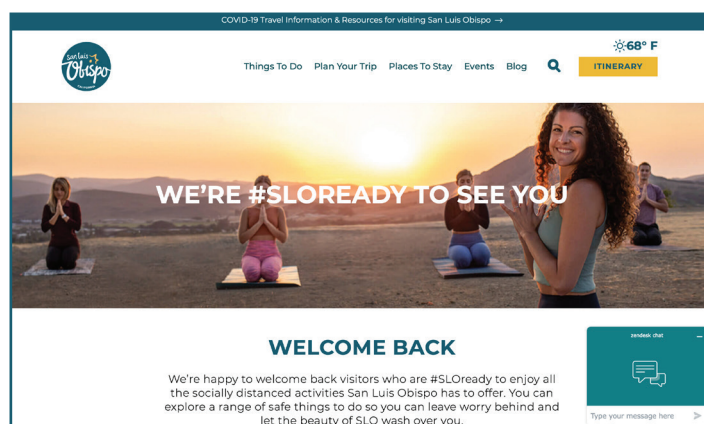 COVID-19 Travel Information & Resources for visiting San Luis Obispo →
san luis
Obispo
CALIFORNIA
68° F
Things To Do Plan Your Trip Places To Stay Events Blog
ITINERARY
WE'RE #SLOREADY TO SEE YOU
WELCOME BACK
We're happy to welcome back visitors who are #SLOready to enjoy all
the socially distanced activities San Luis Obispo has to offer. You can
explore a range of safe things to do so you can leave worry behind and
let the beauty of SLO wash over you.
zendesk chat
Type your message here